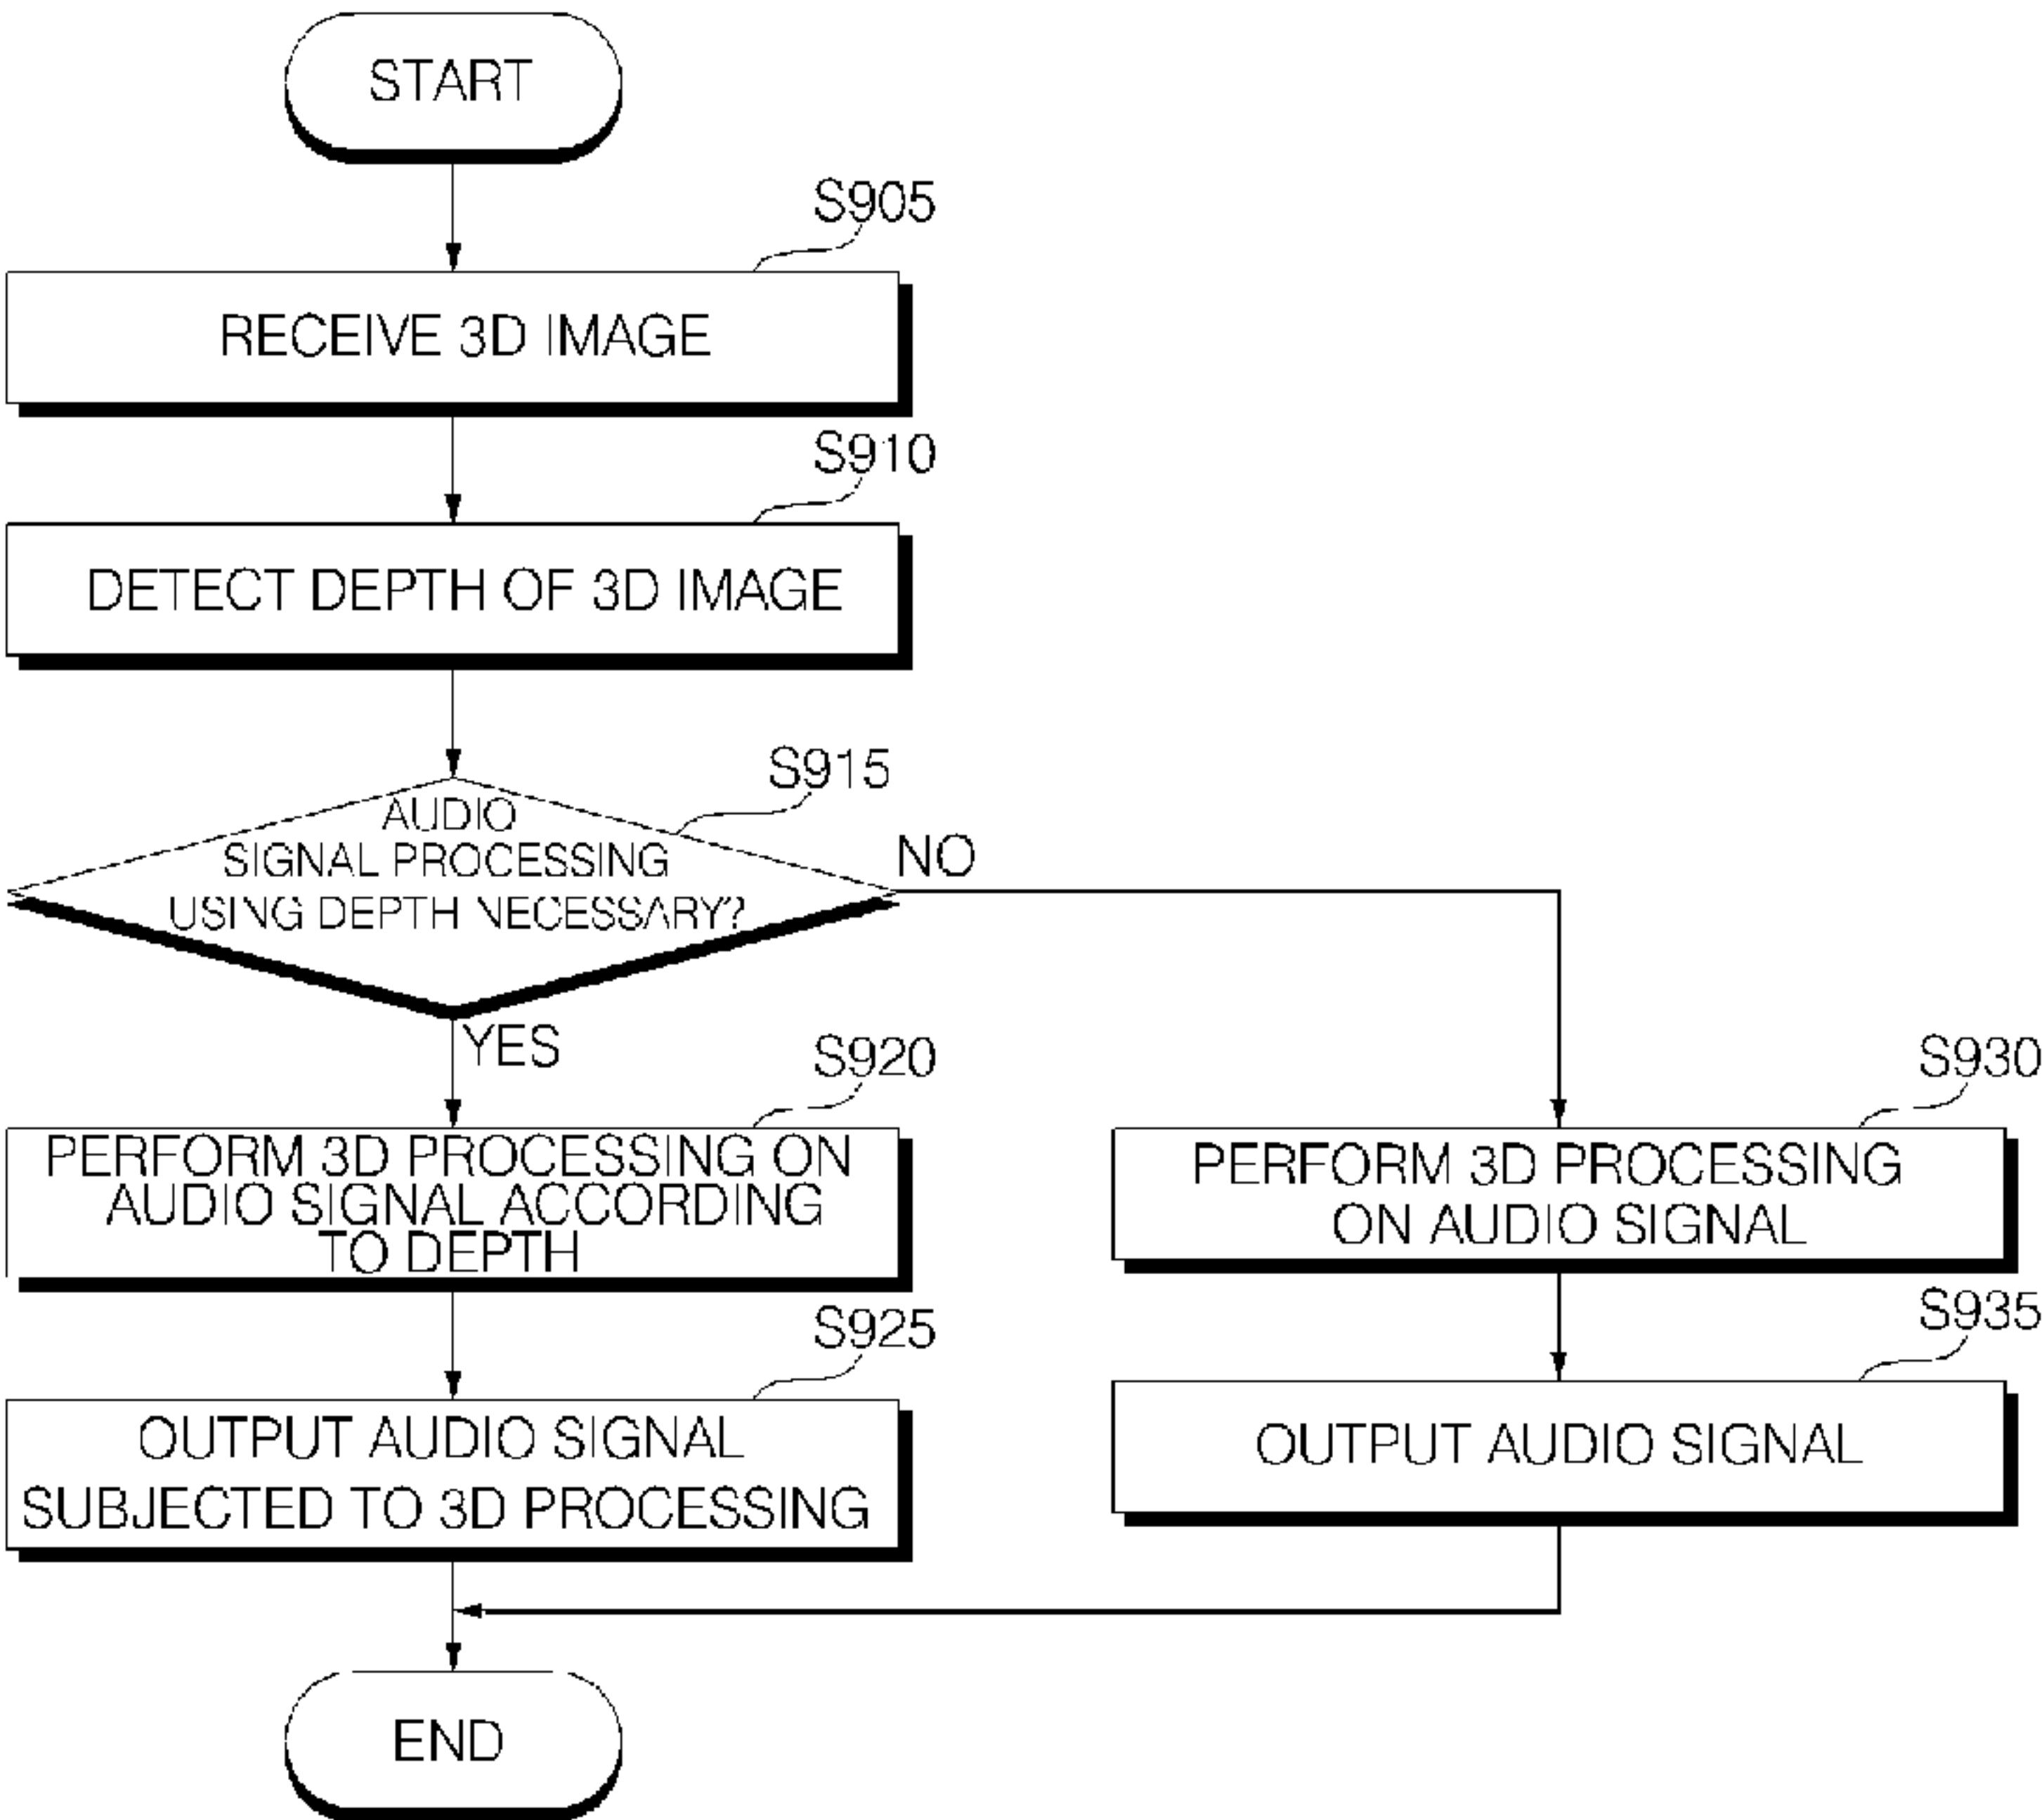 START
S905
RECEIVE 3D IMAGE
S910
DETECT DEPTH OF 3D IMAGE
S915
AUDIO
SIGNAL PROCESSING
USING DEPTH NECESSARY?
NO
YES
S920
PERFORM 3D PROCESSING ON
AUDIO SIGNAL ACCORDING
TO DEPTH
S930
PERFORM 3D PROCESSING
ON AUDIO SIGNAL
S925
OUTPUT AUDIO SIGNAL
SUBJECTED TO 3D PROCESSING
S935
OUTPUT AUDIO SIGNAL
END